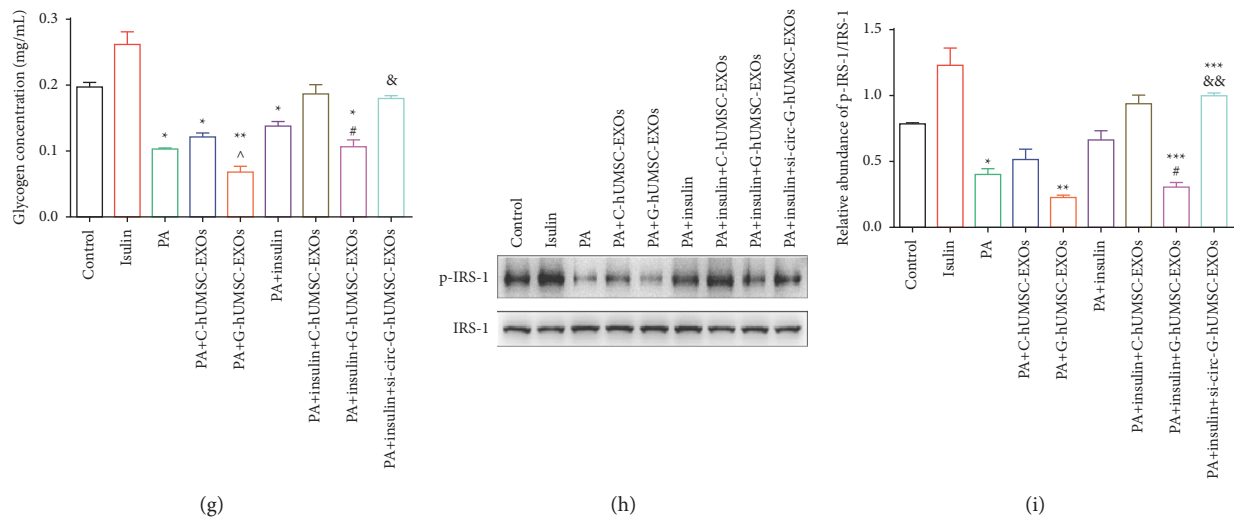 Glycogen concentration (mg/mL)
0.3
0.2
0.1
0.0
*
*
**
^
*
*
#
&
Control
Isulin
PA
PA+C-hUMSC-EXOs
PA+G-hUMSC-EXOs
PA+insulin
PA+insulin+C-hUMSC-EXOs
PA+insulin+G-hUMSC-EXOs
PA+insulin+si-circ-G-hUMSC-EXOs
(g)
Control
Isulin
PA
PA+C-hUMSC-EXOs
PA+G-hUMSC-EXOs
PA+insulin
PA+insulin+C-hUMSC-EXOs
PA+insulin+G-hUMSC-EXOs
PA+insulin+si-circ-G-hUMSC-EXOs
p-IRS-1
IRS-1
(h)
Relative abundance of p-IRS-1/IRS-1
1.5
1.0
0.5
0.0
*
**
***
#
***
&&
Control
Isulin
PA
PA+C-hUMSC-EXOs
PA+G-hUMSC-EXOs
PA+insulin
PA+insulin+C-hUMSC-EXOs
PA+insulin+G-hUMSC-EXOs
PA+insulin+si-circ-G-hUMSC-EXOs
(i)